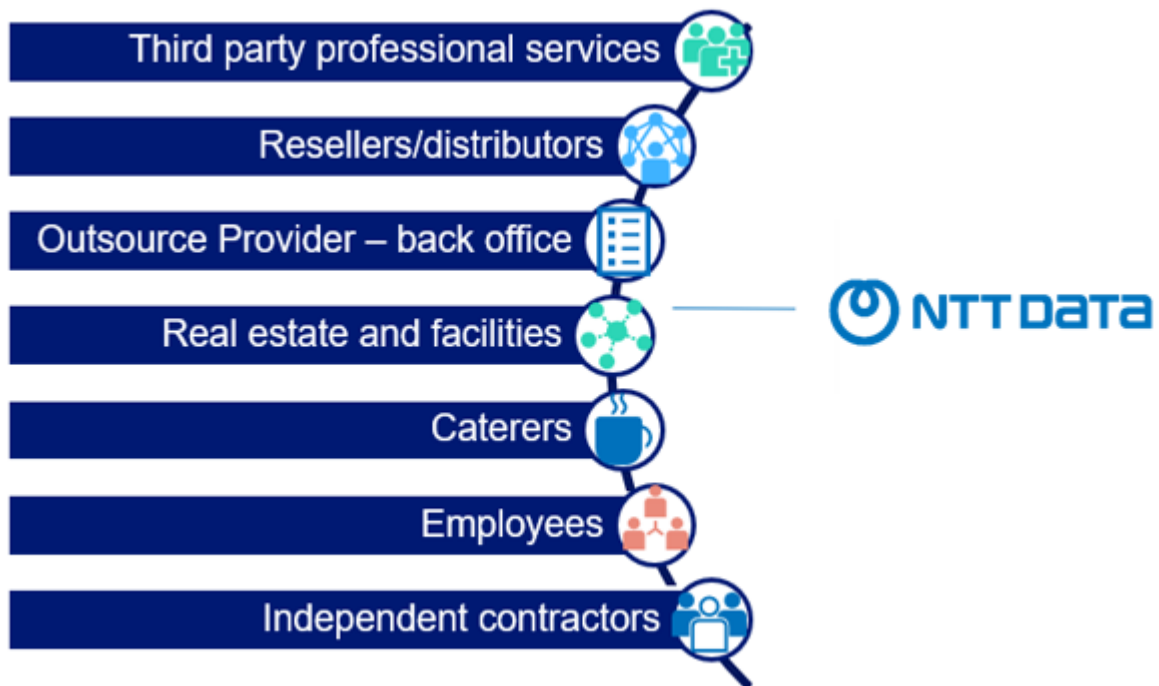 Third party professional services
Resellers/distributors
Outsource Provider – back office
Real estate and facilities
NTT DATA
Caterers
Employees
Independent contractors